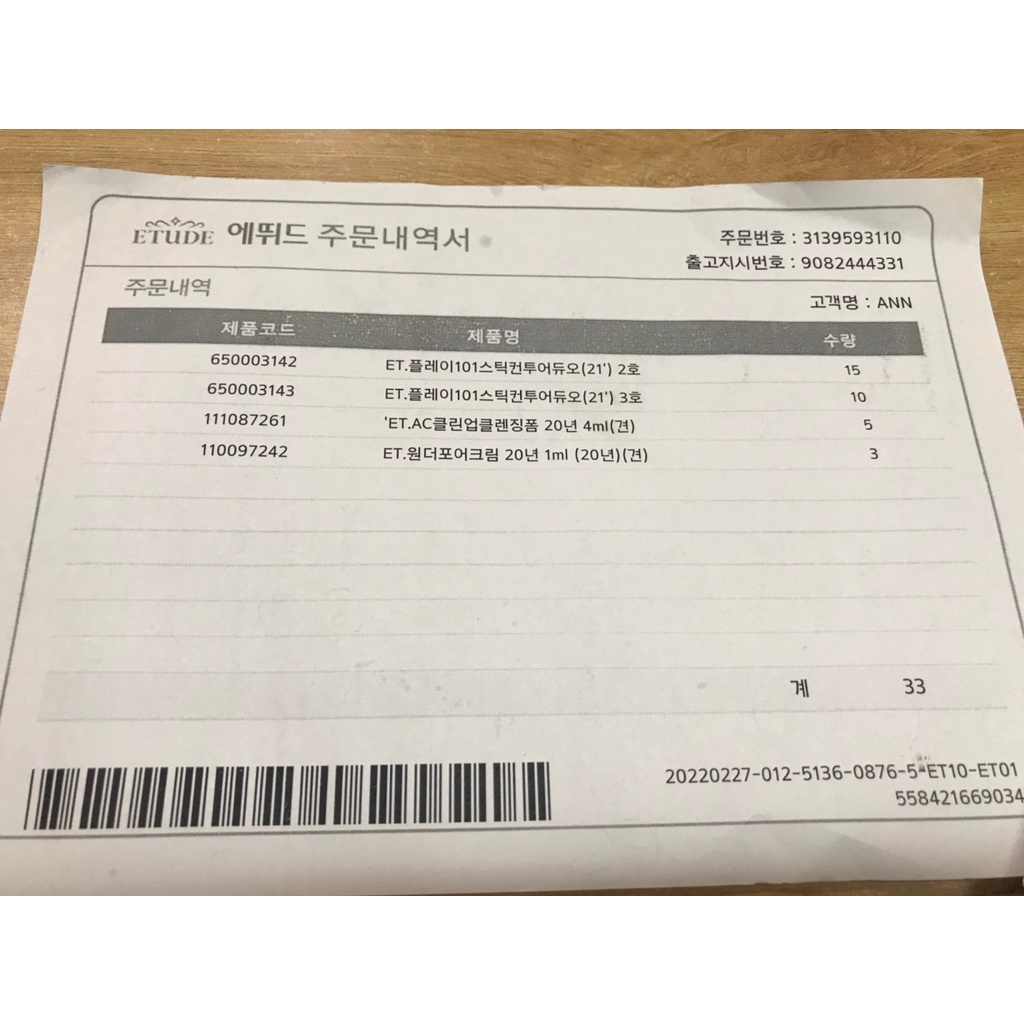 ETUDE 에뛰드 주문내역서
주문번호 : 3139593110
출고지시번호 : 9082444331
주문내역
고객명 : ANN
제품코드 제품명 수량
650003142 ET.플레이101스틱컨투어듀오(21') 2호 15
650003143 ET.플레이101스틱컨투어듀오(21') 3호 10
111087261 'ET.AC클린업클렌징폼 20년 4ml(견) 5
110097242 ET.원더포어크림 20년 1ml (20년)(견) 3
계 33
20220227-012-5136-0876-5-ET10-ET01
558421669034